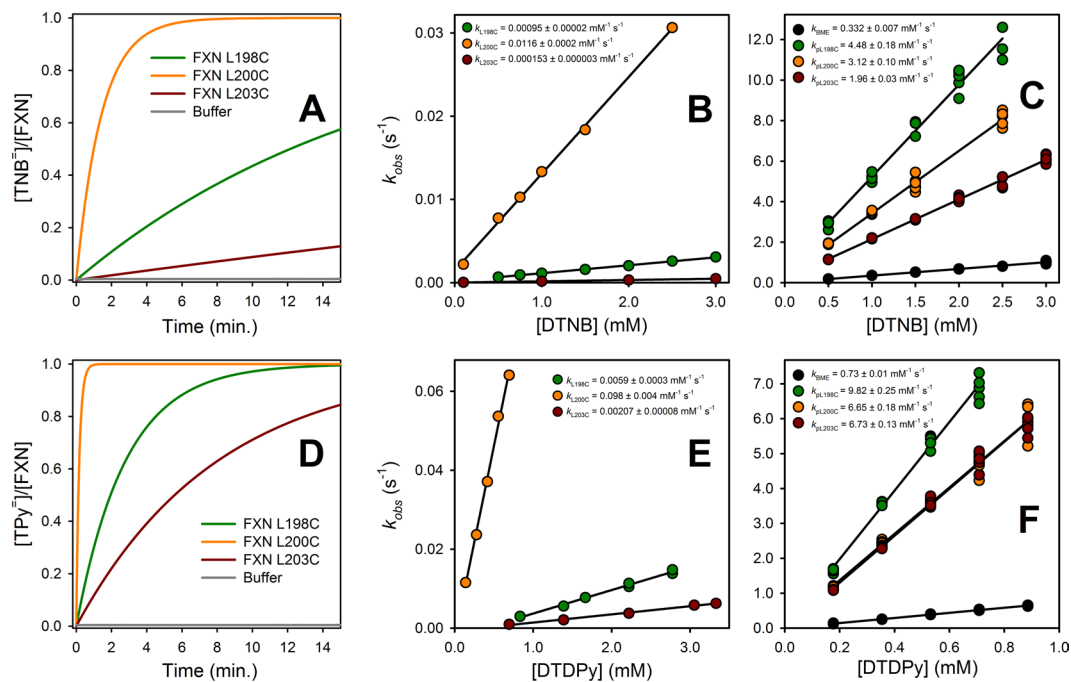 FXN L198C
FXN L200C
FXN L203C
Buffer
A
[TNB=]/[FXN]
1.0
0.8
0.6
0.4
0.2
0.0
0 2 4 6 8 10 12 14
Time (min.)
kL198C = 0.00095 ± 0.00002 mM-1 s-1
kL200C = 0.0116 ± 0.0002 mM-1 s-1
kL203C = 0.000153 ± 0.000003 mM-1 s-1
B
kobs (s-1)
0.03
0.02
0.01
0.00
0.0 1.0 2.0 3.0
[DTNB] (mM)
kBME = 0.332 ± 0.007 mM-1 s-1
kpL198C = 4.48 ± 0.18 mM-1 s-1
kpL200C = 3.12 ± 0.10 mM-1 s-1
kpL203C = 1.96 ± 0.03 mM-1 s-1
C
12.0
10.0
8.0
6.0
4.0
2.0
0.0
0.0 0.5 1.0 1.5 2.0 2.5 3.0
[DTNB] (mM)
D
FXN L198C
FXN L200C
FXN L203C
Buffer
[TPy=]/[FXN]
1.0
0.8
0.6
0.4
0.2
0.0
0 2 4 6 8 10 12 14
Time (min.)
kL198C = 0.0059 ± 0.0003 mM-1 s-1
kL200C = 0.098 ± 0.004 mM-1 s-1
kL203C = 0.00207 ± 0.00008 mM-1 s-1
E
kobs (s-1)
0.06
0.04
0.02
0.00
0.0 1.0 2.0 3.0
[DTDPy] (mM)
kBME = 0.73 ± 0.01 mM-1 s-1
kpL198C = 9.82 ± 0.25 mM-1 s-1
kpL200C = 6.65 ± 0.18 mM-1 s-1
kpL203C = 6.73 ± 0.13 mM-1 s-1
F
7.0
6.0
5.0
4.0
3.0
2.0
1.0
0.0
0.0 0.2 0.4 0.6 0.8 1.0
[DTDPy] (mM)